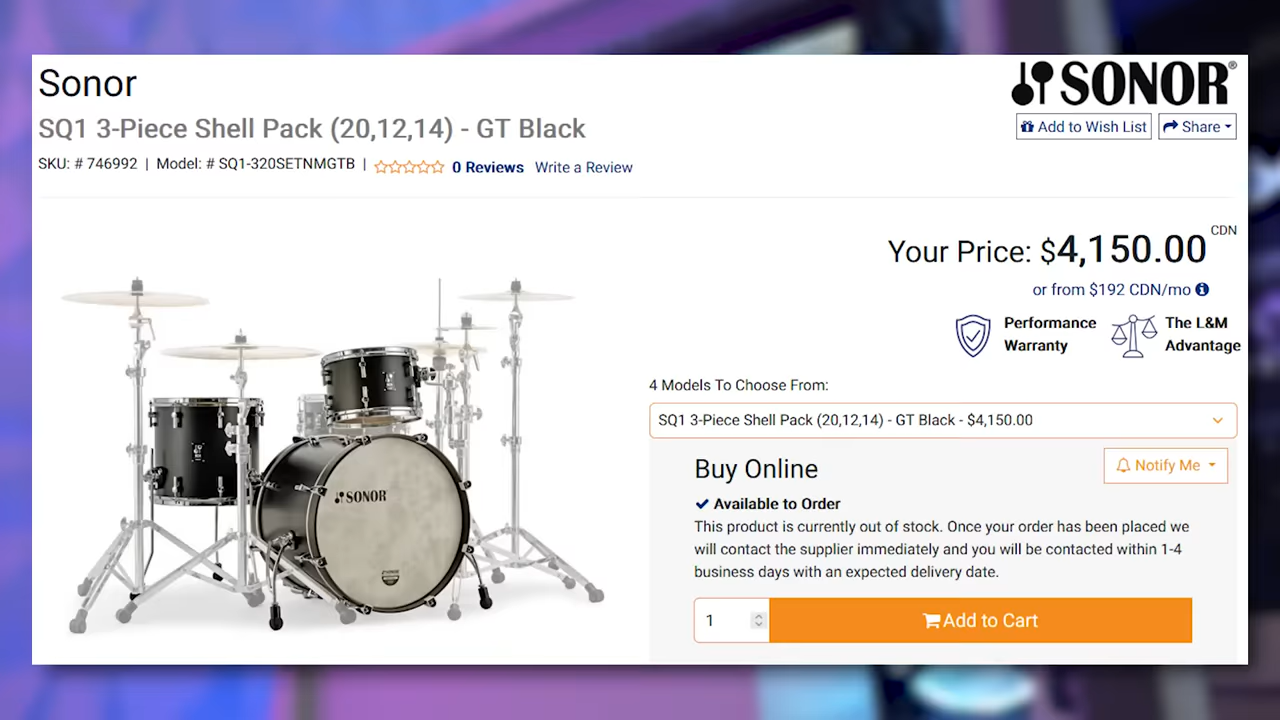 Sonor
SONOR®
SQ1 3-Piece Shell Pack (20,12,14) - GT Black
Add to Wish List
Share
SKU: # 746992 | Model: # SQ1-320SETNMGTB |
0 Reviews Write a Review
Your Price: $4,150.00 CDN
or from $192 CDN/mo
Performance
Warranty
The L&M
Advantage
4 Models To Choose From:
SQ1 3-Piece Shell Pack (20,12,14) - GT Black - $4,150.00
Buy Online
Notify Me
Available to Order
This product is currently out of stock. Once your order has been placed we
will contact the supplier immediately and you will be contacted within 1-4
business days with an expected delivery date.
1
Add to Cart
SONOR